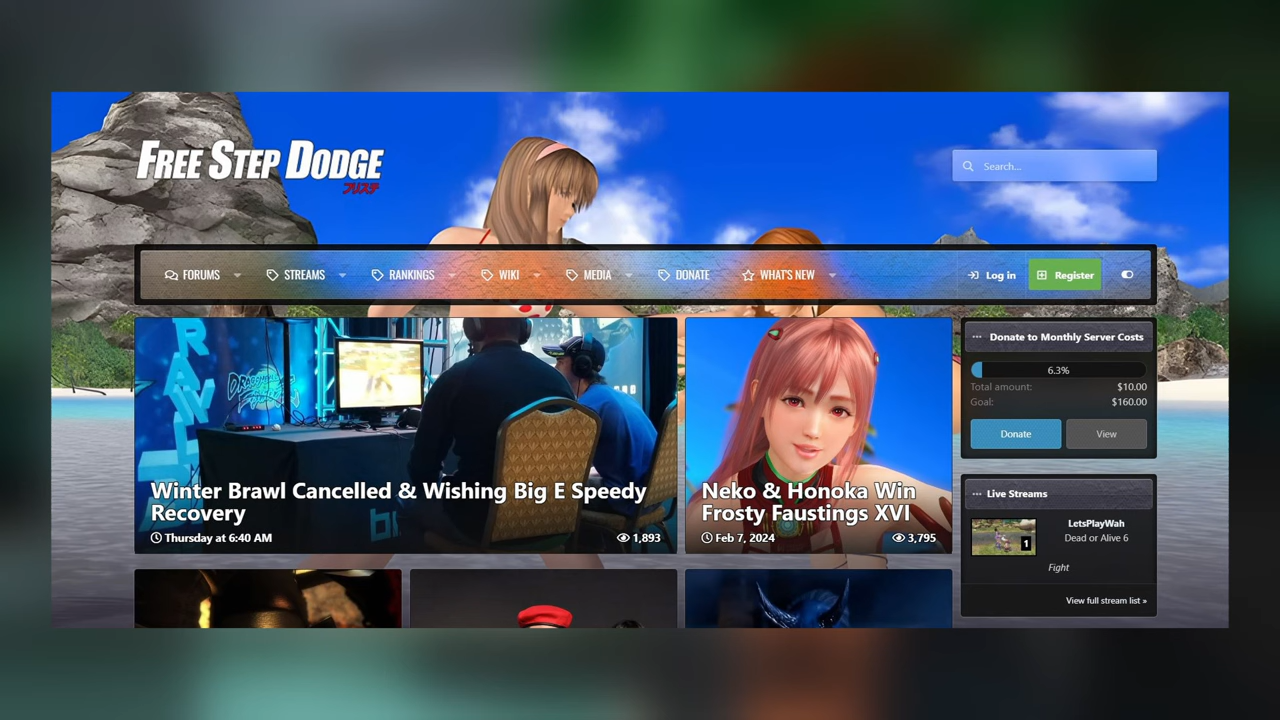 FREE STEP DODGE
フリステ
Search...
FORUMS
STREAMS
RANKINGS
WIKI
MEDIA
DONATE
WHAT'S NEW
Log in
Register
Winter Brawl Cancelled & Wishing Big E Speedy
Recovery
Thursday at 6:40 AM
1,893
Neko & Honoka Win
Frosty Faustings XVI
Feb 7, 2024
3,795
Donate to Monthly Server Costs
6.3%
Total amount: $10.00
Goal: $160.00
Donate
View
Live Streams
LetsPlayWah
Dead or Alive 6
1
Fight
View full stream list »